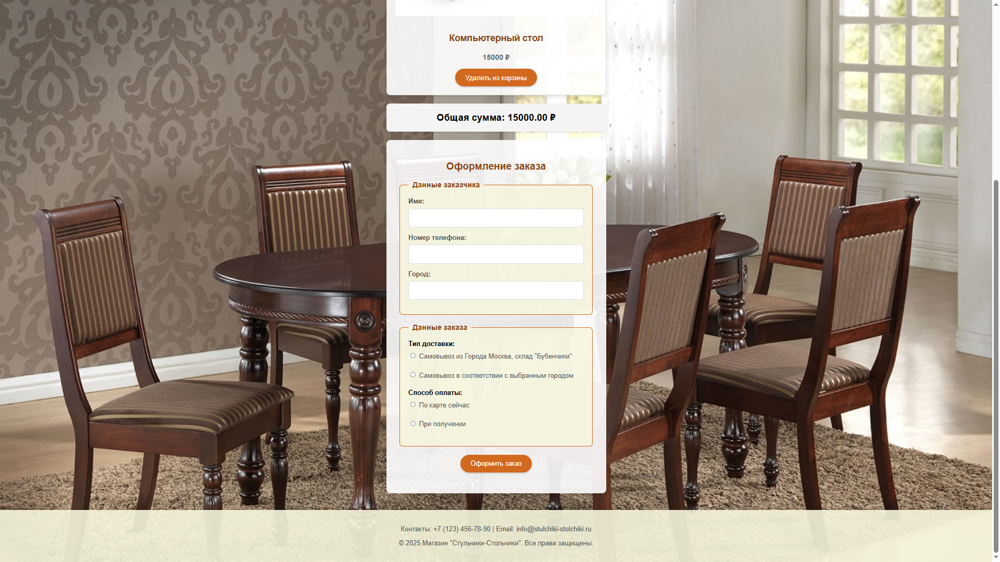 Компьютерный стол
15000 ₽
Удалить из корзины
Общая сумма: 15000.00 ₽
Оформление заказа
Данные заказчика
Имя:
Номер телефона:
Город:
Данные заказа
Тип доставки:
Самовывоз из Города Москва, склад "Бубенчики"
Самовывоз в соответствии с выбранным городом
Способ оплаты:
По карте сейчас
При получении
Оформить заказ
Контакты: +7 (123) 456-78-90 | Email: info@stulchiki-stolchiki.ru
© 2025 Магазин "Стульчики-Стольчики". Все права защищены.